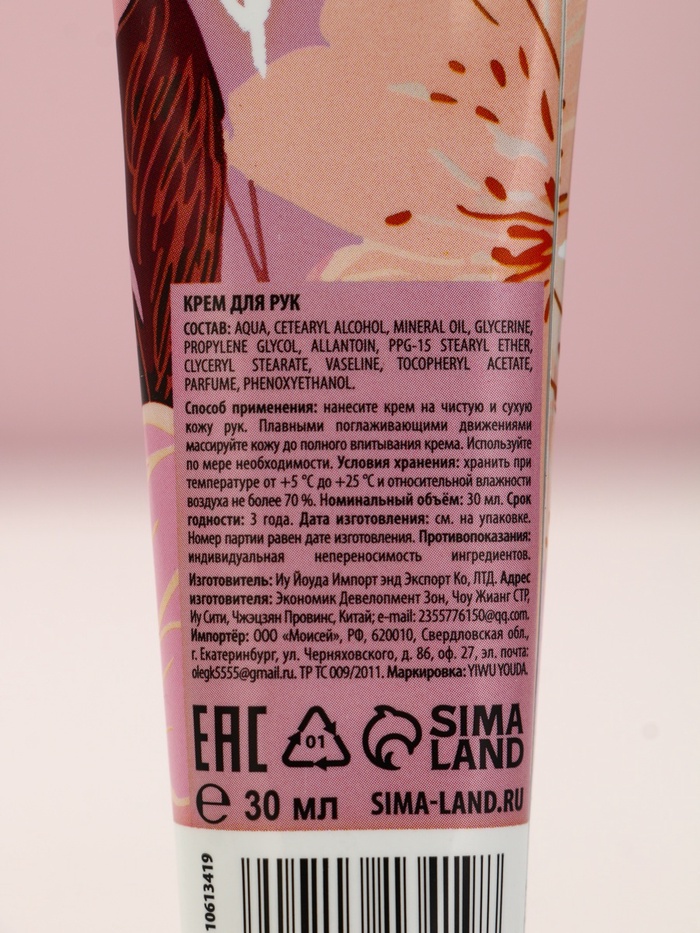 КРЕМ ДЛЯ РУК
СОСТАВ: AQUA, CETEARYL ALCOHOL, MINERAL OIL, GLYCERINE,
PROPYLENE GLYCOL, ALLANTOIN, PPG-15 STEARYL ETHER,
CLYCERYL STEARATE, VASELINE, TOCOPHERYL ACETATE,
PARFUME, PHENOXYETHANOL.
Способ применения: нанесите крем на чистую и сухую
кожу рук. Плавными поглаживающими движениями
массируйте кожу до полного впитывания крема. Используйте
по мере необходимости. Условия хранения: хранить при
температуре от +5 °С до +25 °С и относительной влажности
воздуха не более 70 %. Номинальный объём: 30 мл. Срок
годности: 3 года. Дата изготовления: см. на упаковке.
Номер партии равен дате изготовления. Противопоказания:
индивидуальная непереносимость ингредиентов.
Изготовитель: Иу Йоуда Импорт энд Экспорт Ко, ЛТД. Адрес
изготовителя: Экономик Девелопмент Зон, Чоу Жианг СТР,
Иу Сити, Чжэцзян Провинс, Китай; e-mail: 2355776150@qq.com.
Импортёр: ООО «Моисей», РФ, 620010, Свердловская обл.,
г. Екатеринбург, ул. Черняховского, д. 86, оф. 27, эл. почта:
olegk5555@gmail.ru. ТР ТС 009/2011. Маркировка: YIWU YOUDA.
EAC
01
SIMA
LAND
℮ 30 мл SIMA-LAND.RU
10613419